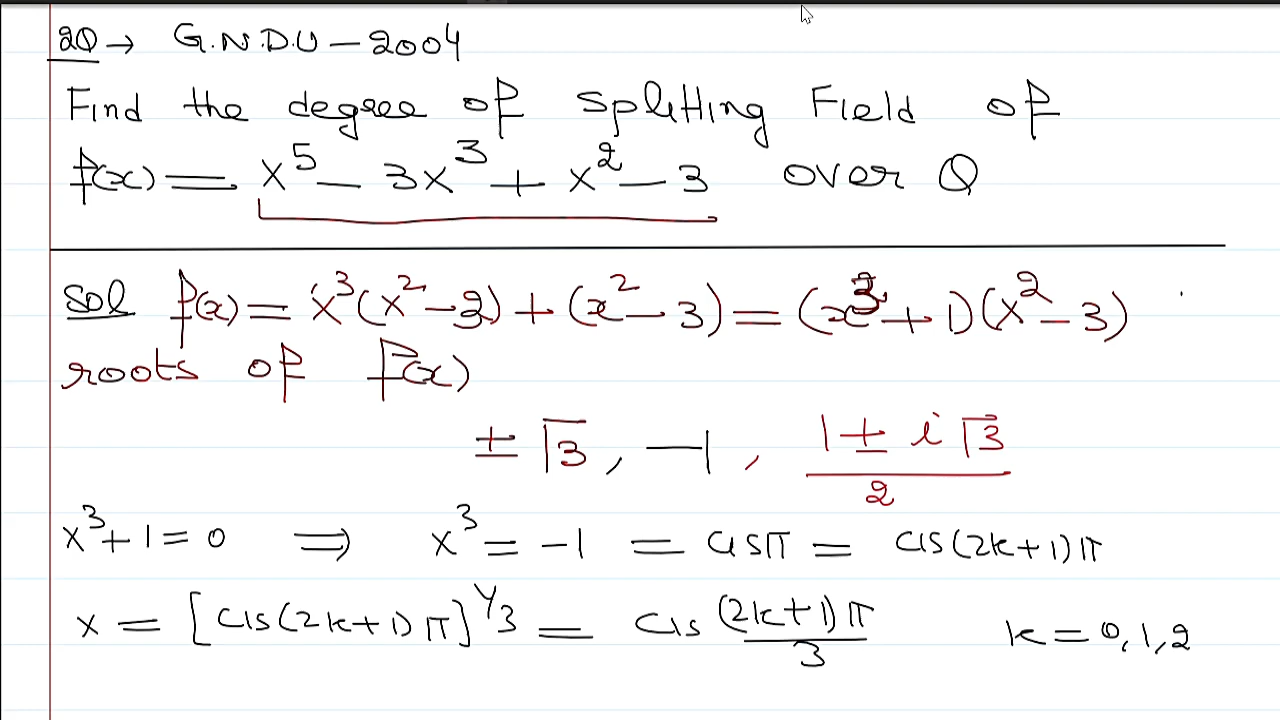 2Q → G.N.D.U – 2004
Find the degree of Splitting Field of
f(x) = x⁵ – 3x³ + x² – 3 over Q
Sol f(x) = x³(x² – 3) + (x² – 3) = (x³ + 1)(x² – 3)
roots of f(x)
± √3, –1, (1 ± i√3)/2
x³ + 1 = 0 ⇒ x³ = –1 = cisπ = cis(2k+1)π
x = [cis(2k+1)π]^1/3 = cis (2k+1)π/3 k = 0,1,2